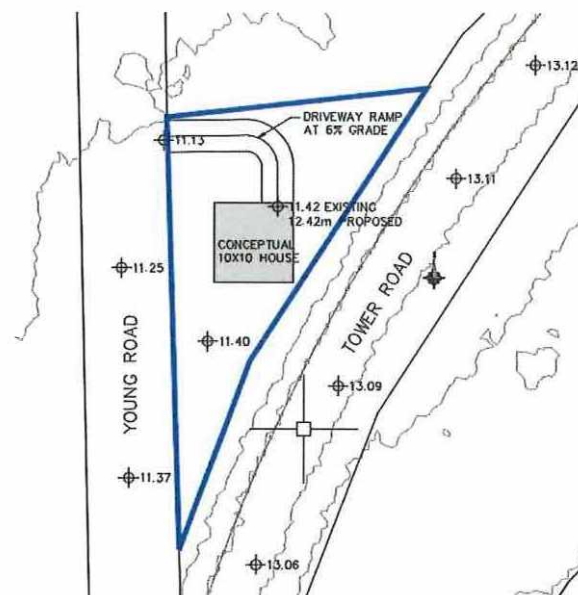 13.12
DRIVEWAY RAMP
AT 6% GRADE
11.13
13.11
11.42 EXISTING
12.42m PROPOSED
CONCEPTUAL
10X10 HOUSE
11.25
TOWER ROAD
11.40
YOUNG ROAD
13.09
11.37
13.06